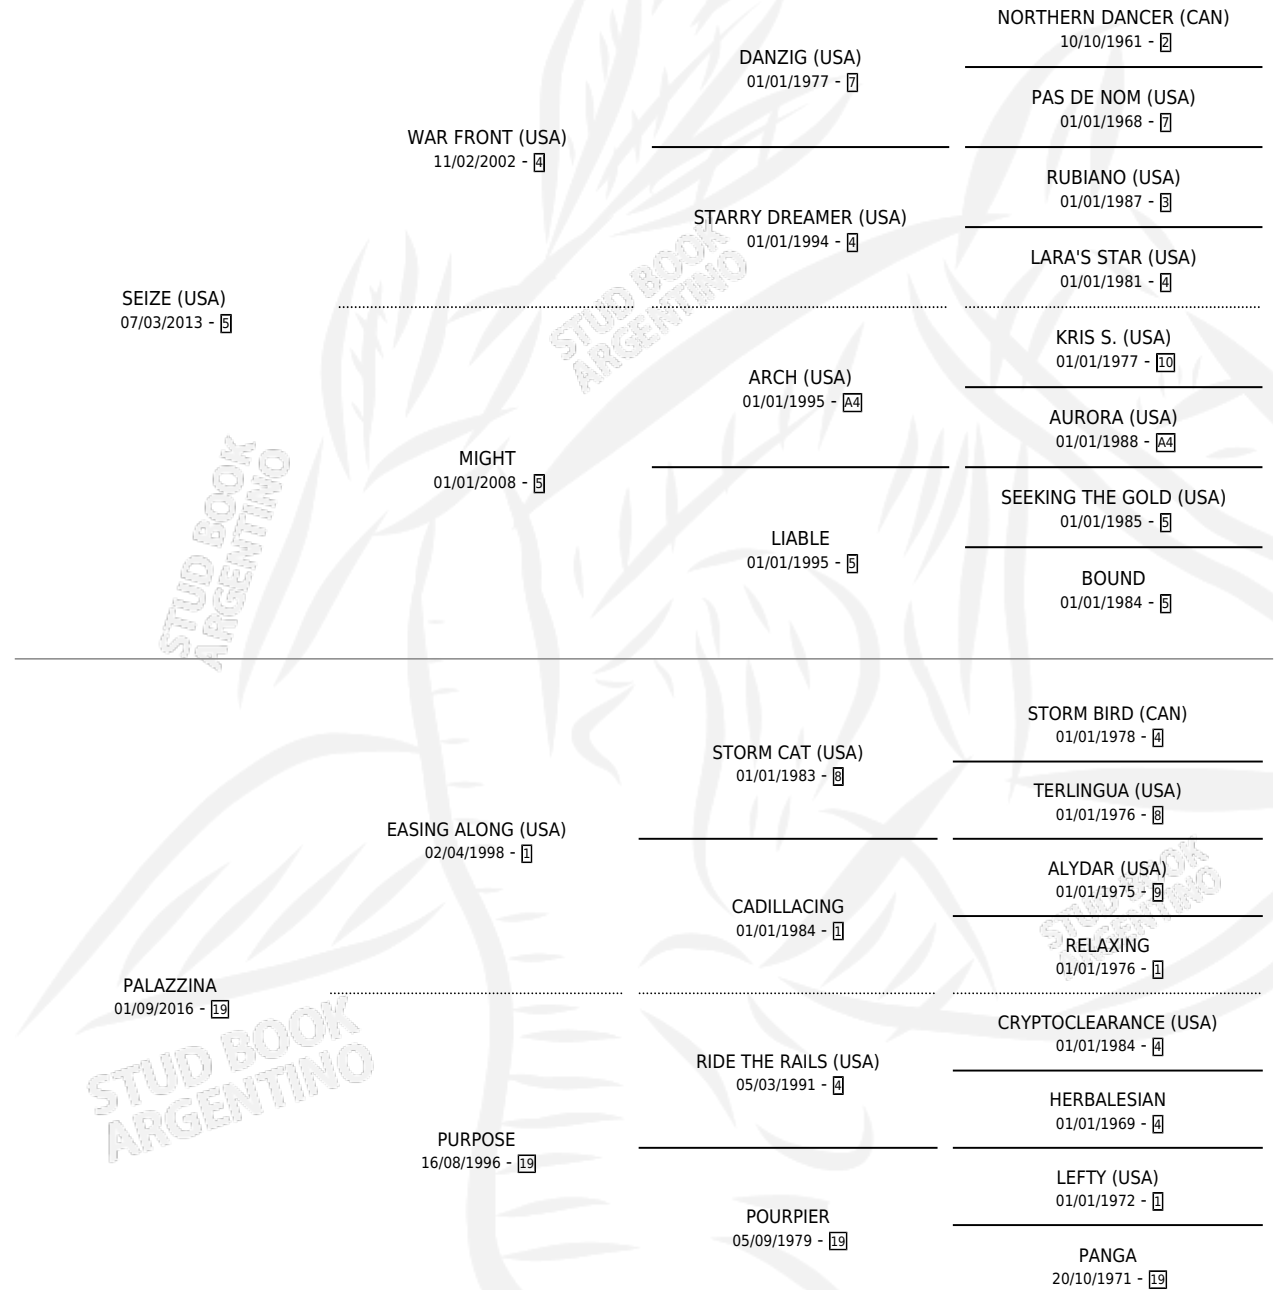 NORTHERN DANCER (CAN)
10/10/1961 - 2
DANZIG (USA)
01/01/1977 - 7
PAS DE NOM (USA)
01/01/1968 - 7
WAR FRONT (USA)
11/02/2002 - 4
RUBIANO (USA)
01/01/1987 - 3
STARRY DREAMER (USA)
01/01/1994 - 4
LARA'S STAR (USA)
01/01/1981 - 4
SEIZE (USA)
07/03/2013 - 5
KRIS S. (USA)
01/01/1977 - 10
ARCH (USA)
01/01/1995 - A4
AURORA (USA)
01/01/1988 - A4
MIGHT
01/01/2008 - 5
SEEKING THE GOLD (USA)
01/01/1985 - 5
LIABLE
01/01/1995 - 5
BOUND
01/01/1984 - 5
STORM BIRD (CAN)
01/01/1978 - 4
STORM CAT (USA)
01/01/1983 - 8
TERLINGUA (USA)
01/01/1976 - 8
EASING ALONG (USA)
02/04/1998 - 1
ALYDAR (USA)
01/01/1975 - 9
CADILLACING
01/01/1984 - 1
RELAXING
01/01/1976 - 1
PALAZZINA
01/09/2016 - 19
CRYPTOCLEARANCE (USA)
01/01/1984 - 4
RIDE THE RAILS (USA)
05/03/1991 - 4
HERBALESIAN
01/01/1969 - 4
PURPOSE
16/08/1996 - 19
LEFTY (USA)
01/01/1972 - 1
POURPIER
05/09/1979 - 19
PANGA
20/10/1971 - 19
STUD BOOK
ARGENTINO
STUD BOOK
ARGENTINO
STUD BOOK
ARGENTINO
STUD BOOK
ARGENTINO